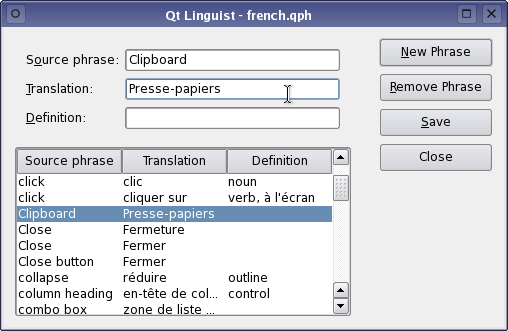 Qt Linguist - french.qph
Source phrase: Clipboard
Translation: Presse-papiers
Definition:
New Phrase
Remove Phrase
Save
Close
Source phrase Translation Definition
click clic noun
click cliquer sur verb, à l'écran
Clipboard Presse-papiers
Close Fermeture
Close Fermer
Close button Fermer
collapse réduire outline
column heading en-tête de col... control
combo box zone de liste ...